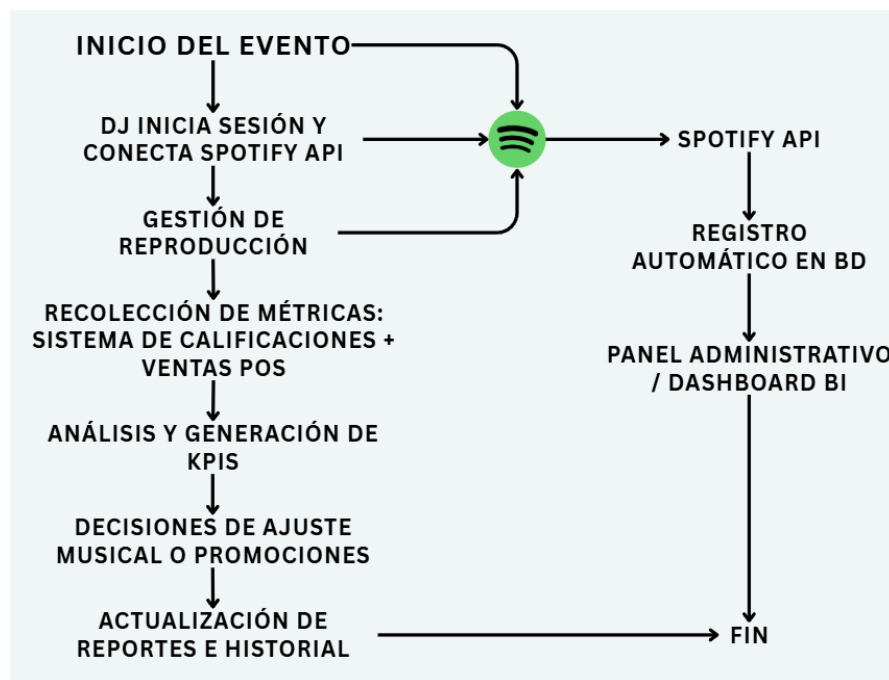 INICIO DEL EVENTO
DJ INICIA SESIÓN Y
CONECTA SPOTIFY API
GESTIÓN DE
REPRODUCCIÓN
RECOLECCIÓN DE MÉTRICAS:
SISTEMA DE CALIFICACIONES +
VENTAS POS
ANÁLISIS Y GENERACIÓN DE
KPIS
DECISIONES DE AJUSTE
MUSICAL O PROMOCIONES
ACTUALIZACIÓN DE
REPORTES E HISTORIAL
SPOTIFY API
REGISTRO
AUTOMÁTICO EN BD
PANEL ADMINISTRATIVO
/ DASHBOARD BI
FIN